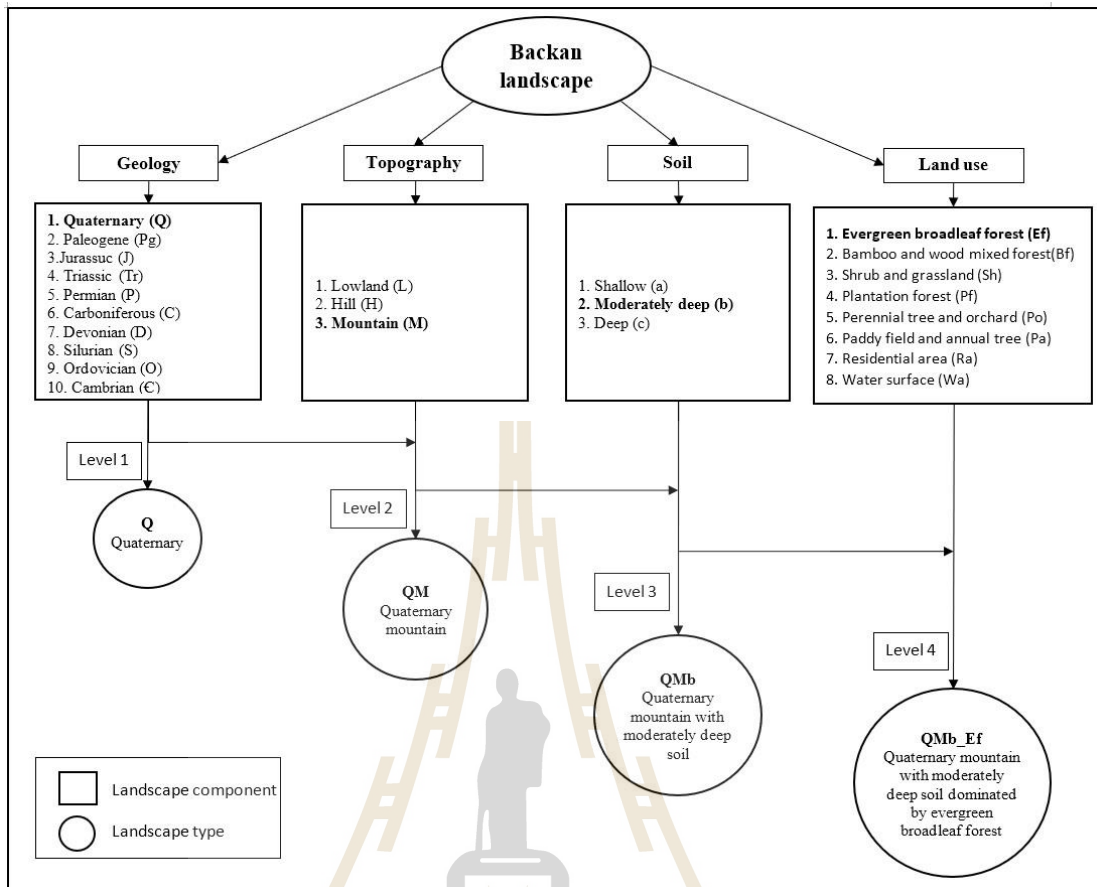 Backan
landscape
Geology
Topography
Soil
Land use
1. Quaternary (Q)
2. Paleogene (Pg)
3.Jurassuc (J)
4. Triassic (Tr)
5. Permian (P)
6. Carboniferous (C)
7. Devonian (D)
8. Silurian (S)
9. Ordovician (O)
10. Cambrian (Є)
1. Lowland (L)
2. Hill (H)
3. Mountain (M)
1. Shallow (a)
2. Moderately deep (b)
3. Deep (c)
1. Evergreen broadleaf forest (Ef)
2. Bamboo and wood mixed forest(Bf)
3. Shrub and grassland (Sh)
4. Plantation forest (Pf)
5. Perennial tree and orchard (Po)
6. Paddy field and annual tree (Pa)
7. Residential area (Ra)
8. Water surface (Wa)
Level 1
Q
Quaternary
Level 2
QM
Quaternary
mountain
Level 3
QMb
Quaternary
mountain with
moderately deep
soil
Level 4
QMb_Ef
Quaternary mountain
with moderately
deep soil dominated
by evergreen
broadleaf forest
Landscape component
Landscape type